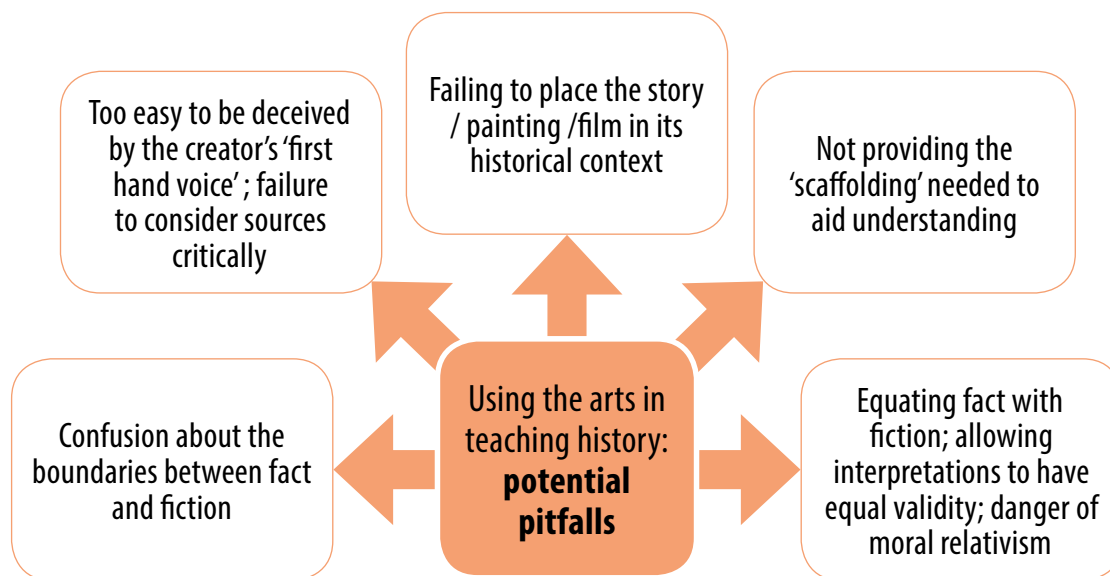 Too easy to be deceived
by the creator’s ‘first
hand voice’ ; failure
to consider sources
critically
Failing to place the story
/ painting /film in its
historical context
Not providing the
‘scaffolding’ needed to
aid understanding
Confusion about the
boundaries between fact
and fiction
Using the arts in
teaching history:
potential
pitfalls
Equating fact with
fiction; allowing
interpretations to have
equal validity; danger of
moral relativism